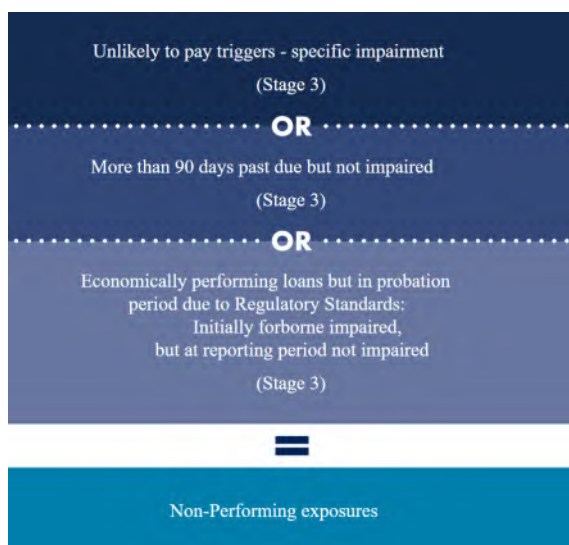 Unlikely to pay triggers - specific impairment
(Stage 3)
OR
More than 90 days past due but not impaired
(Stage 3)
OR
Economically performing loans but in probation
period due to Regulatory Standards:
Initially forborne impaired,
but at reporting period not impaired
(Stage 3)
=
Non-Performing exposures